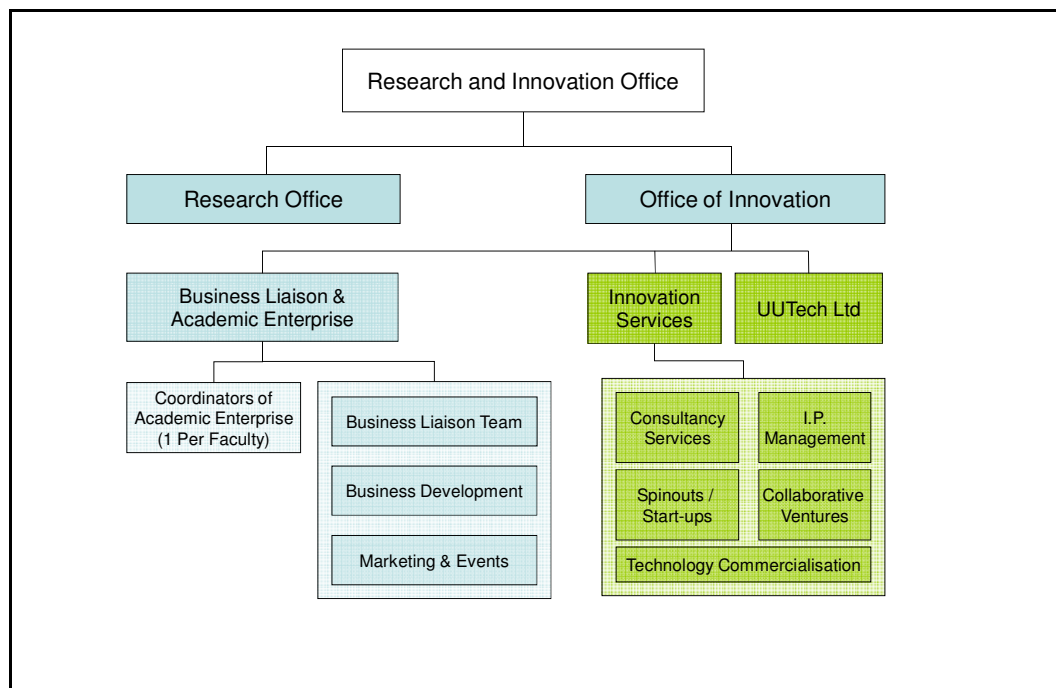 Research and Innovation Office
Research Office
Office of Innovation
Business Liaison &
Academic Enterprise
Innovation
Services
UUTech Ltd
Coordinators of
Academic Enterprise
(1 Per Faculty)
Business Liaison Team
Business Development
Marketing & Events
Consultancy
Services
I.P.
Management
Spinouts /
Start-ups
Collaborative
Ventures
Technology Commercialisation